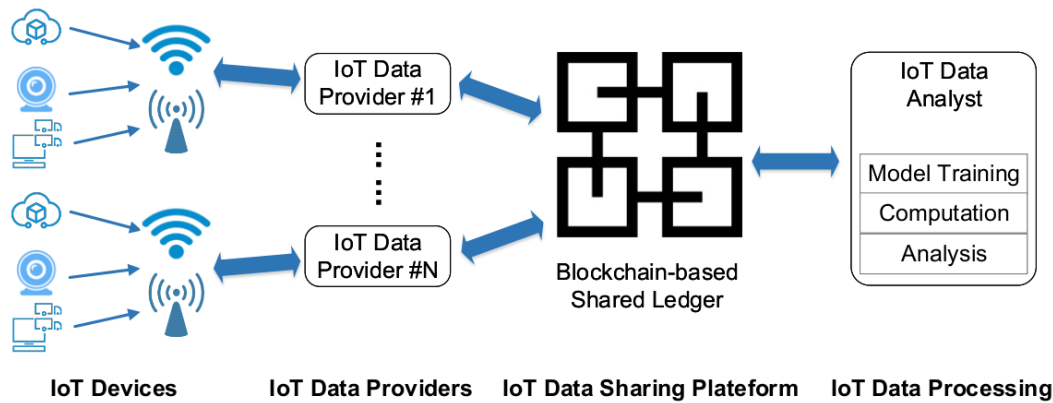 IoT Data
Provider #1
IoT Data
Provider #N
Blockchain-based
Shared Ledger
IoT Data
Analyst
Model Training
Computation
Analysis
IoT Devices
IoT Data Providers
IoT Data Sharing Plateform
IoT Data Processing